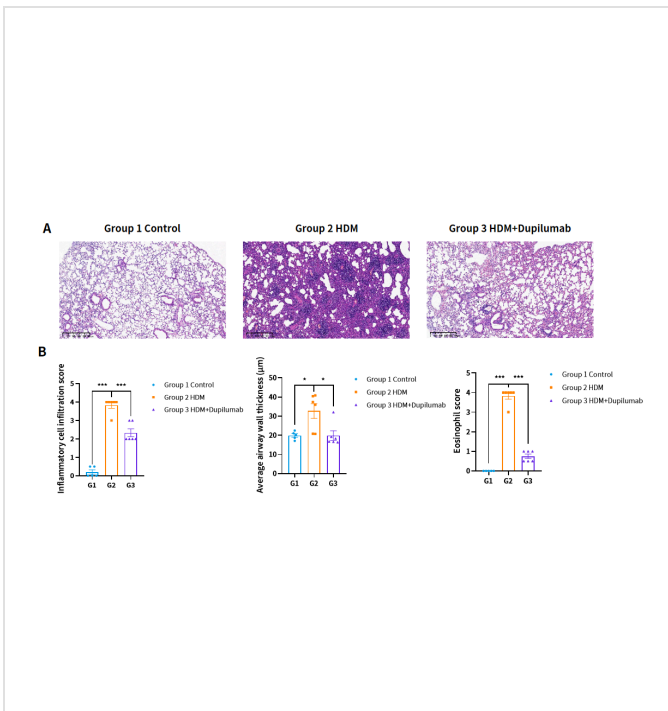 A
Group 1 Control
Group 2 HDM
Group 3 HDM+Dupilumab
B
Inflammatory cell infiltration score
5
4
3
2
1
0
*** ***
G1 G2 G3
Group 1 Control
Group 2 HDM
Group 3 HDM+Dupilumab
Average airway wall thickness (μm)
50
40
30
20
10
0
* *
G1 G2 G3
Group 1 Control
Group 2 HDM
Group 3 HDM+Dupilumab
Eosinophil score
5
4
3
2
1
0
*** ***
G1 G2 G3
Group 1 Control
Group 2 HDM
Group 3 HDM+Dupilumab